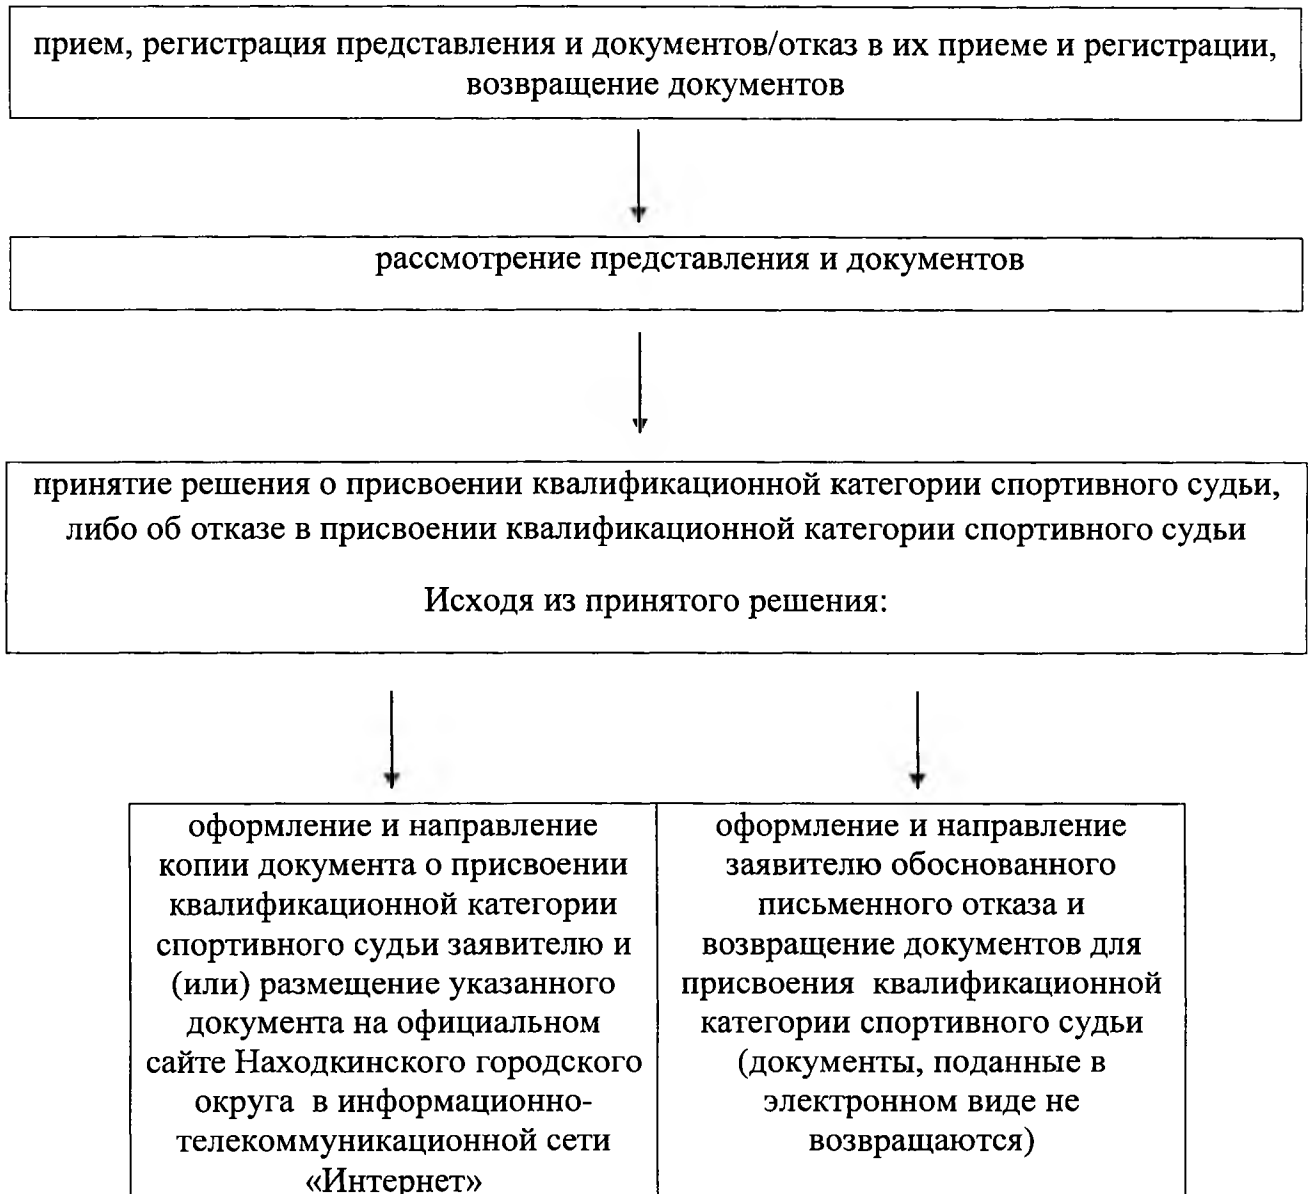 прием, регистрация представления и документов/отказ в их приеме и регистрации,
возвращение документов
рассмотрение представления и документов
принятие решения о присвоении квалификационной категории спортивного судьи,
либо об отказе в присвоении квалификационной категории спортивного судьи
Исходя из принятого решения:
оформление и направление
копии документа о присвоении
квалификационной категории
спортивного судьи заявителю и
(или) размещение указанного
документа на официальном
сайте Находкинского городского
округа в информационно-
телекоммуникационной сети
«Интернет»
оформление и направление
заявителю обоснованного
письменного отказа и
возвращение документов для
присвоения квалификационной
категории спортивного судьи
(документы, поданные в
электронном виде не
возвращаются)